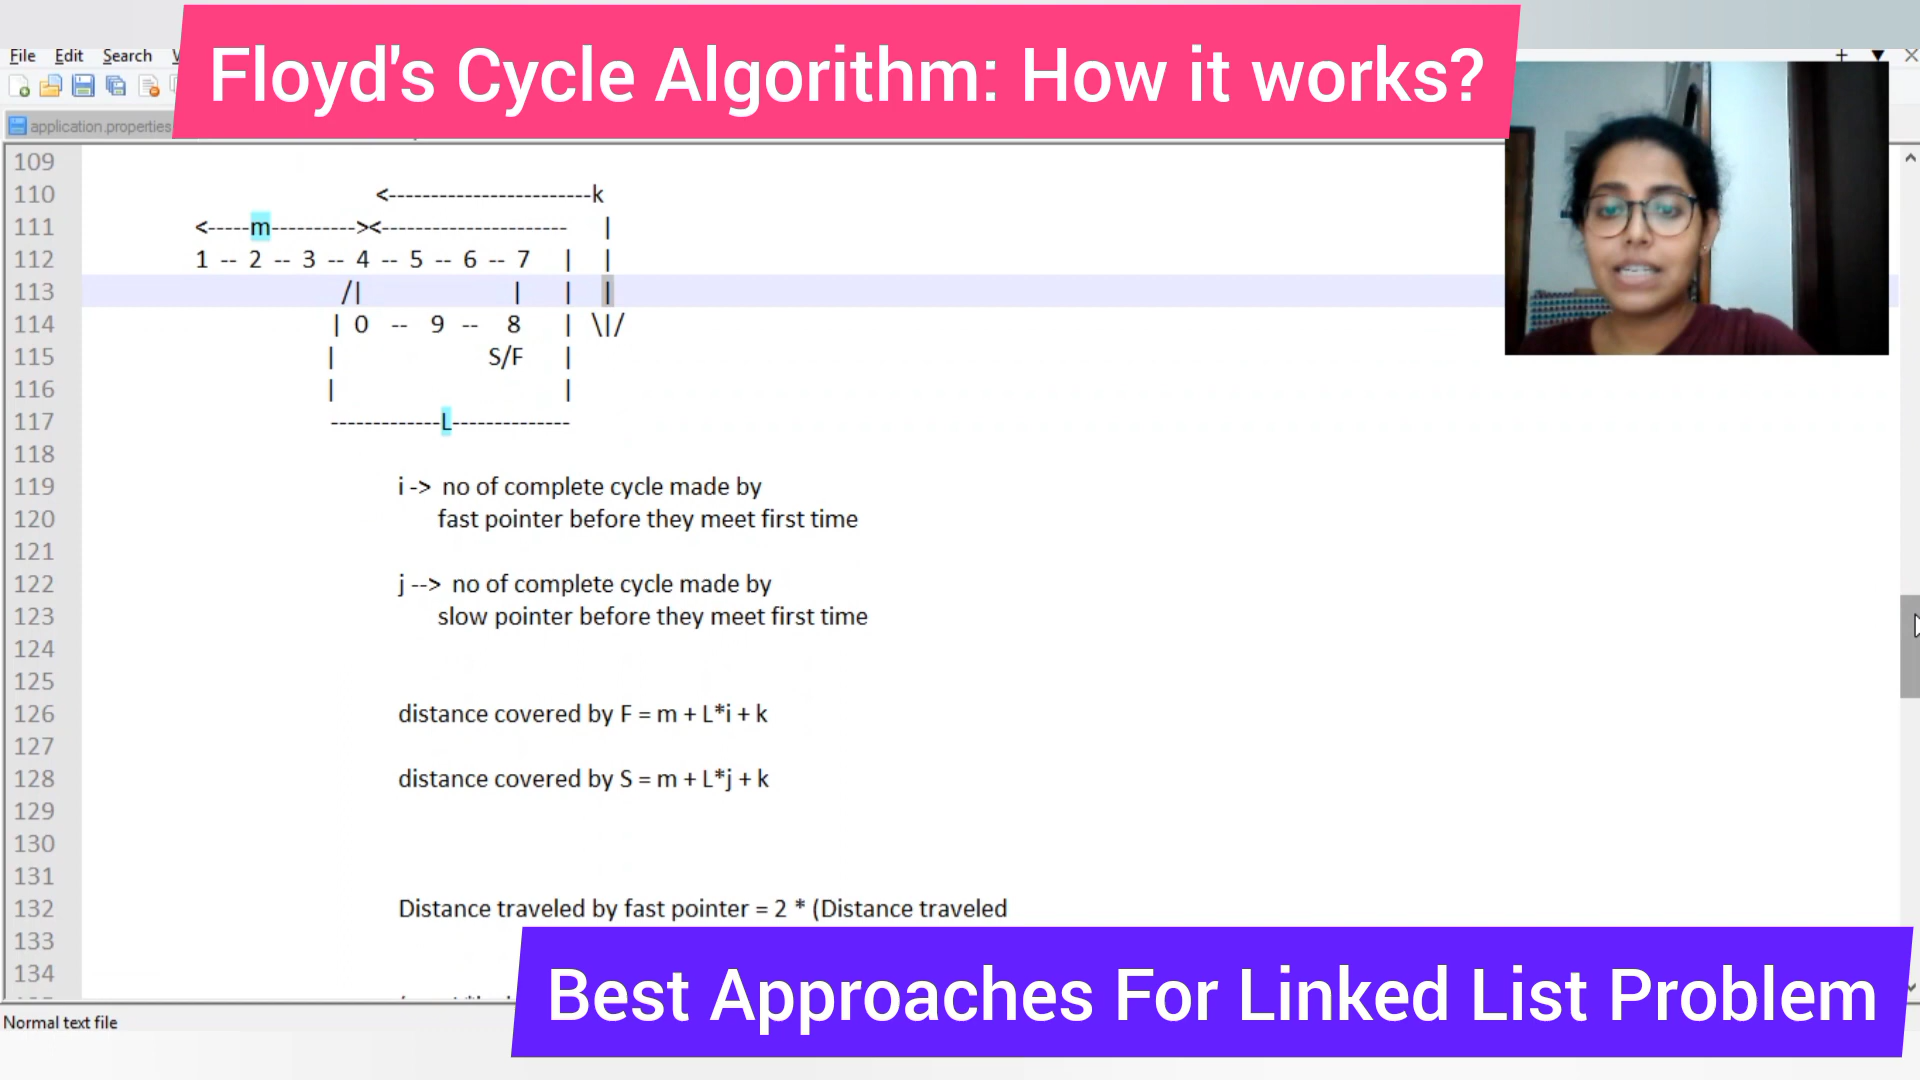 Floyd's Cycle Algorithm: How it works?
File Edit Search
application.properties
109
110 <------------------------k
111 <-----m----------><---------------------- |
112 1 -- 2 -- 3 -- 4 -- 5 -- 6 -- 7 | |
113 /| | | |
114 | 0 -- 9 -- 8 | \|/
115 | S/F |
116 | |
117 -------------L--------------
118
119 i -> no of complete cycle made by
120 fast pointer before they meet first time
121
122 j --> no of complete cycle made by
123 slow pointer before they meet first time
124
125
126 distance covered by F = m + L*i + k
127
128 distance covered by S = m + L*j + k
129
130
131
132 Distance traveled by fast pointer = 2 * (Distance traveled
133
134
Best Approaches For Linked List Problem
Normal text file